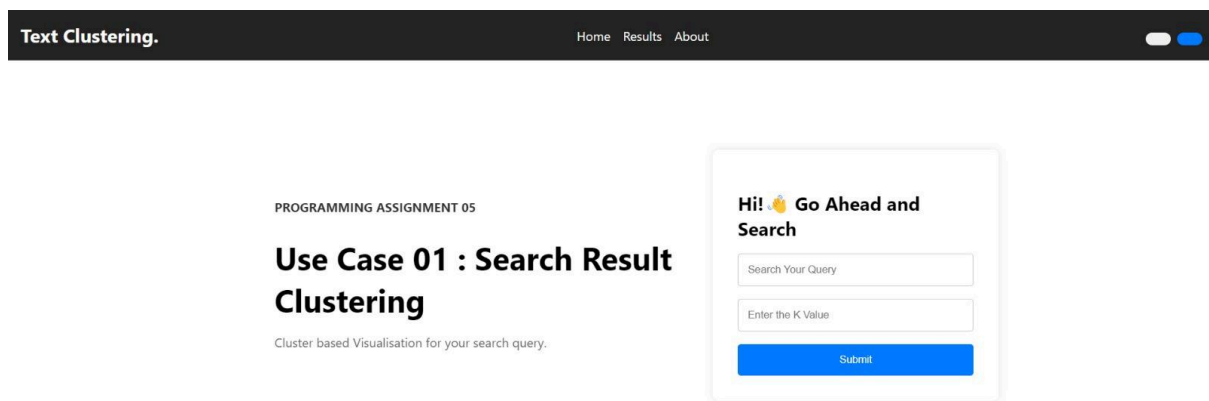 Text Clustering.
Home Results About
PROGRAMMING ASSIGNMENT 05
Use Case 01 : Search Result
Clustering
Cluster based Visualisation for your search query.
Hi!👋 Go Ahead and
Search
Search Your Query
Enter the K Value
Submit